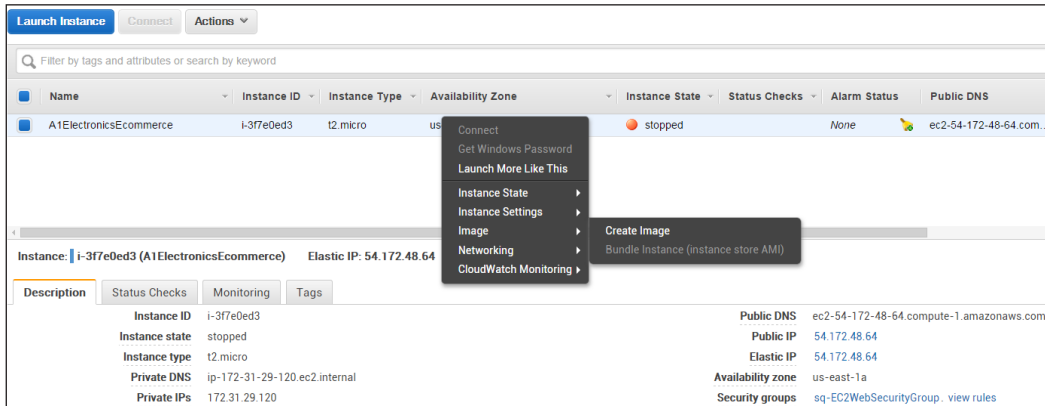 Launch Instance Connect Actions
Filter by tags and attributes or search by keyword
Name Instance ID Instance Type Availability Zone Instance State Status Checks Alarm Status Public DNS
A1ElectronicsEcommerce i-3f7e0ed3 t2.micro us stopped None ec2-54-172-48-64.com...
Connect
Get Windows Password
Launch More Like This
Instance State
Instance Settings
Image
Networking
CloudWatch Monitoring
Create Image
Bundle Instance (instance store AMI)
Instance: i-3f7e0ed3 (A1ElectronicsEcommerce) Elastic IP: 54.172.48.64
Description Status Checks Monitoring Tags
Instance ID i-3f7e0ed3 Public DNS ec2-54-172-48-64.compute-1.amazonaws.com
Instance state stopped Public IP 54.172.48.64
Instance type t2.micro Elastic IP 54.172.48.64
Private DNS ip-172-31-29-120.ec2.internal Availability zone us-east-1a
Private IPs 172.31.29.120 Security groups sq-EC2WebSecurityGroup. view rules